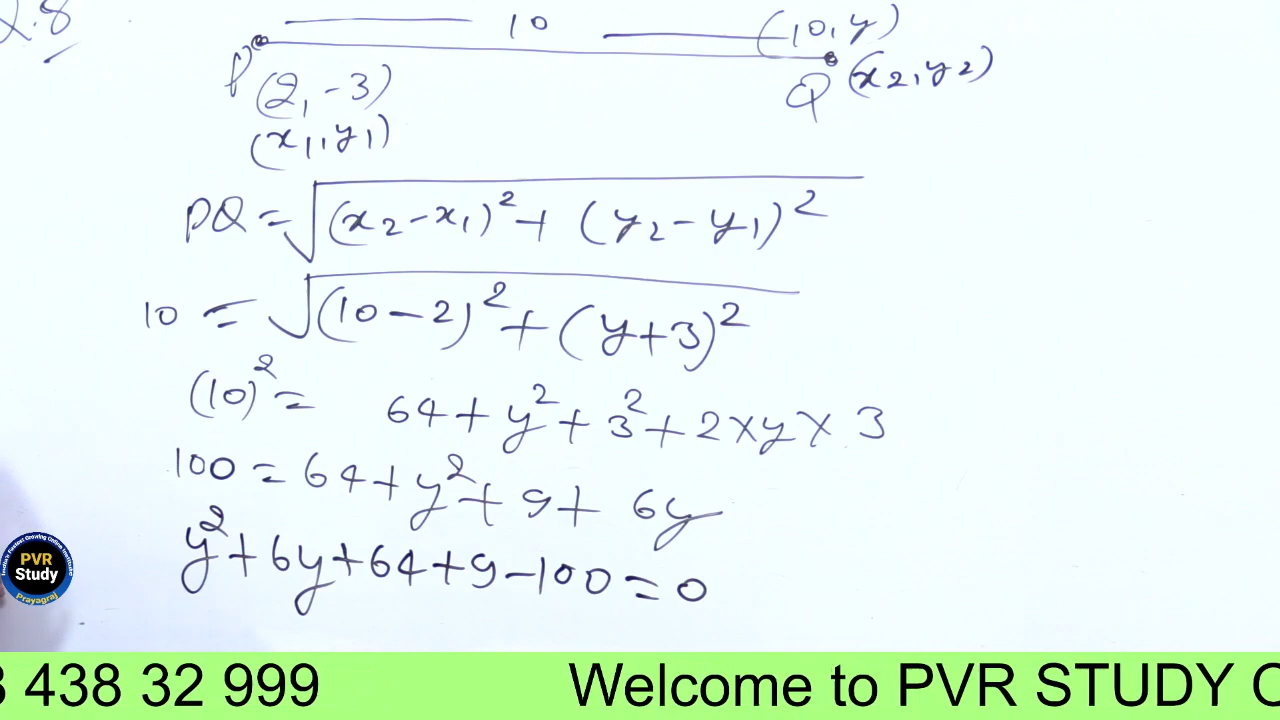 Q.8
10
(10, y)
P
Q (x2, y2)
(2, -3)
(x1, y1)
PQ = √(x2 - x1)² + (y2 - y1)²
10 = √(10 - 2)² + (y + 3)²
(10)² = 64 + y² + 3² + 2 × y × 3
100 = 64 + y² + 9 + 6y
y² + 6y + 64 + 9 - 100 = 0
PVR
Study
Prayagraj
438 32 999 Welcome to PVR STUDY